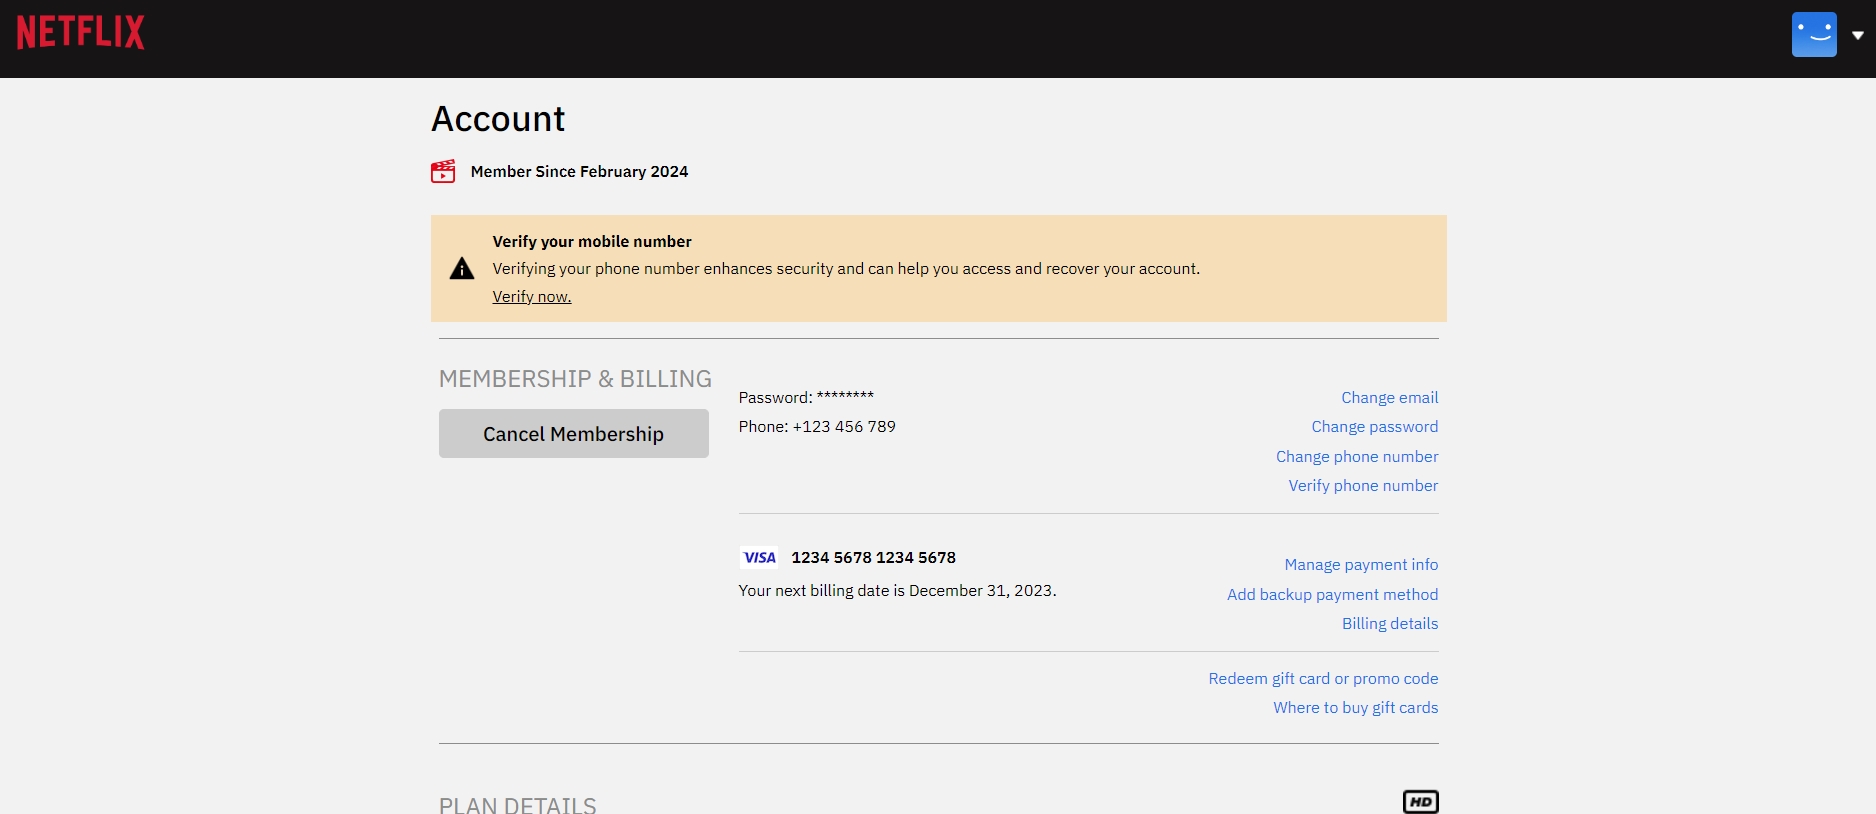 NETFLIX
Account
Member Since February 2024
Verify your mobile number
Verifying your phone number enhances security and can help you access and recover your account.
Verify now.
MEMBERSHIP & BILLING
Cancel Membership
Password: ********
Phone: +123 456 789
Change email
Change password
Change phone number
Verify phone number
VISA 1234 5678 1234 5678
Your next billing date is December 31, 2023.
Manage payment info
Add backup payment method
Billing details
Redeem gift card or promo code
Where to buy gift cards
PLAN DETAILS
HD